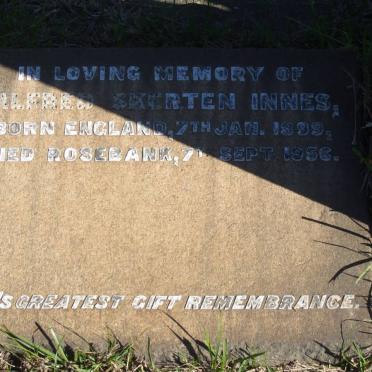 IN LOVING MEMORY OF
ALFRED SKERTEN INNES,
BORN ENGLAND, 7TH JAN. 1899,
DIED ROSEBANK, 7TH SEPT. 1956.
'S GREATEST GIFT REMEMBRANCE.